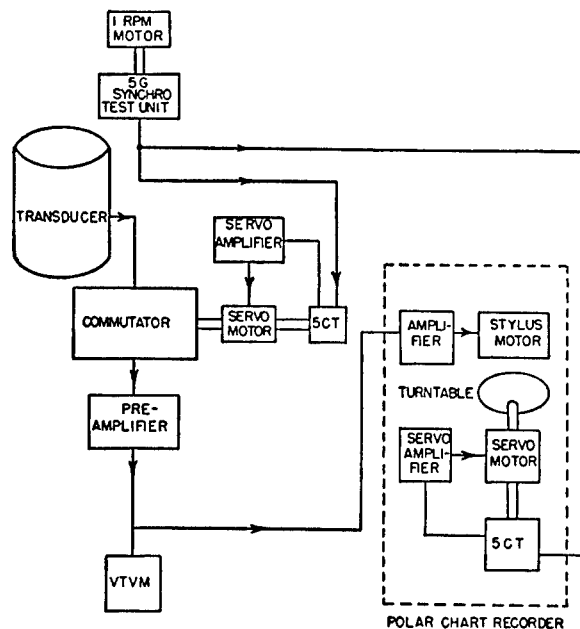 1 RPM
MOTOR
5G
SYNCHRO
TEST UNIT
TRANSDUCER
SERVO
AMPLIFIER
COMMUTATOR
SERVO
MOTOR
5CT
PRE-
AMPLIFIER
VTVM
AMPLI-
FIER
STYLUS
MOTOR
TURNTABLE
SERVO
AMPLI-
FIER
SERVO
MOTOR
5CT
POLAR CHART RECORDER